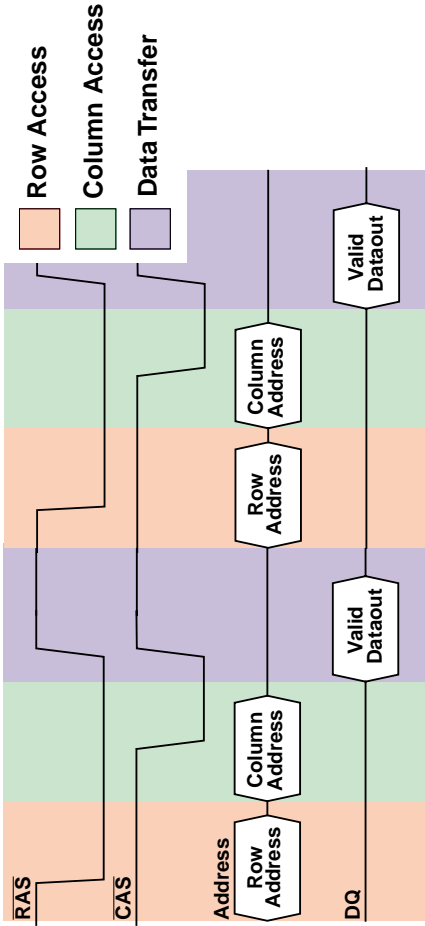 Row Access
Column Access
Data Transfer
RAS
CAS
Address
Row
Address
Column
Address
Row
Address
Column
Address
DQ
Valid
Dataout
Valid
Dataout